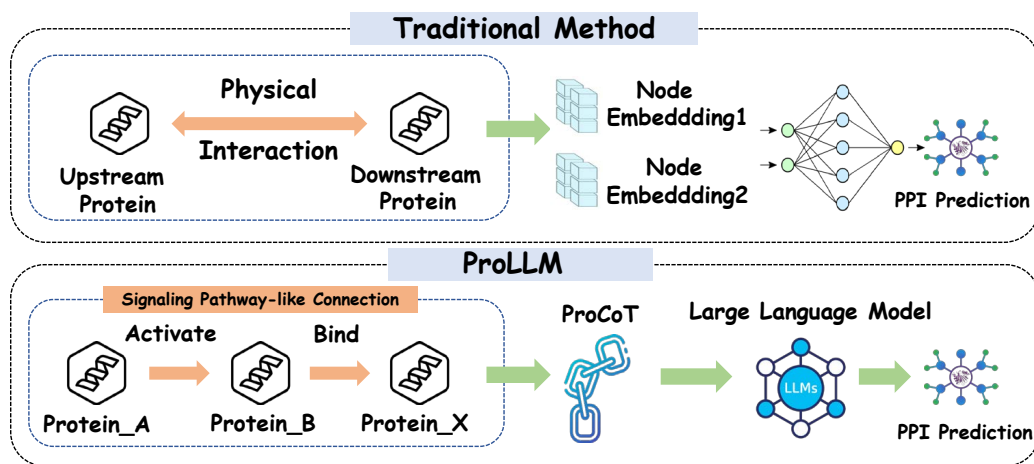 Traditional Method
Physical
Interaction
Upstream
Protein
Downstream
Protein
Node
Embeddding1
Node
Embeddding2
PPI Prediction
ProLLM
Signaling Pathway-like Connection
Activate
Bind
Protein_A
Protein_B
Protein_X
ProCoT
Large Language Model
LLMs
PPI Prediction